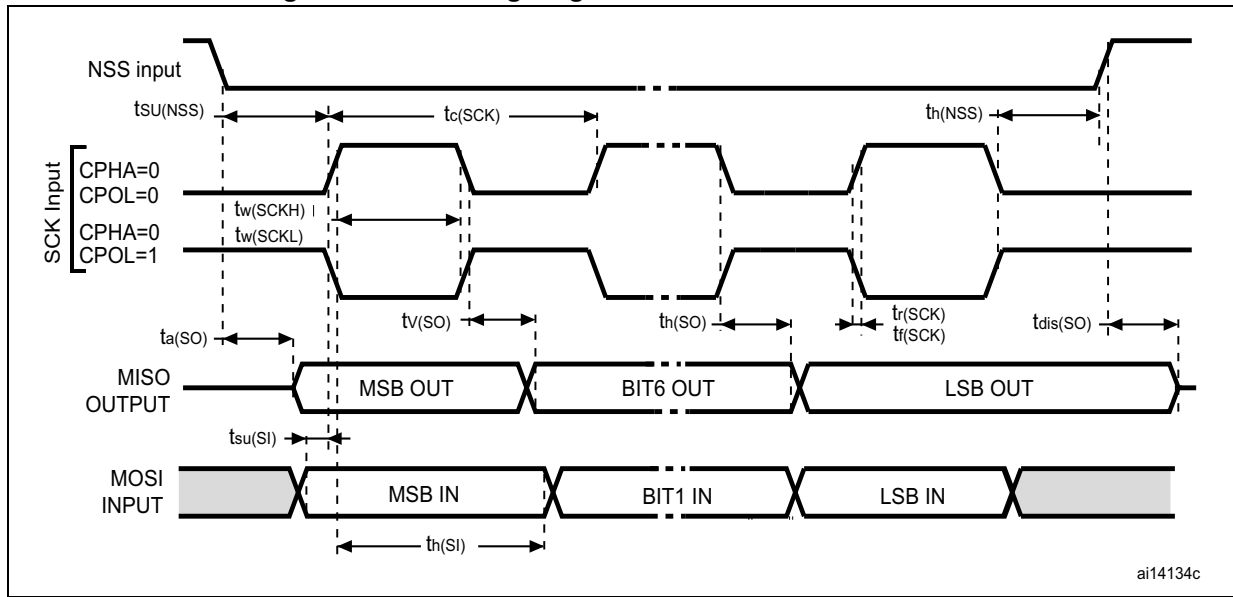 NSS input
tSU(NSS)
tc(SCK)
th(NSS)
SCK Input
CPHA=0
CPOL=0
tw(SCKH)
CPHA=0
tw(SCKL)
CPOL=1
tV(SO)
th(SO)
tr(SCK)
tf(SCK)
ta(SO)
tdis(SO)
MISO
OUTPUT
MSB OUT
BIT6 OUT
LSB OUT
tsu(SI)
MOSI
INPUT
MSB IN
BIT1 IN
LSB IN
th(SI)
ai14134c